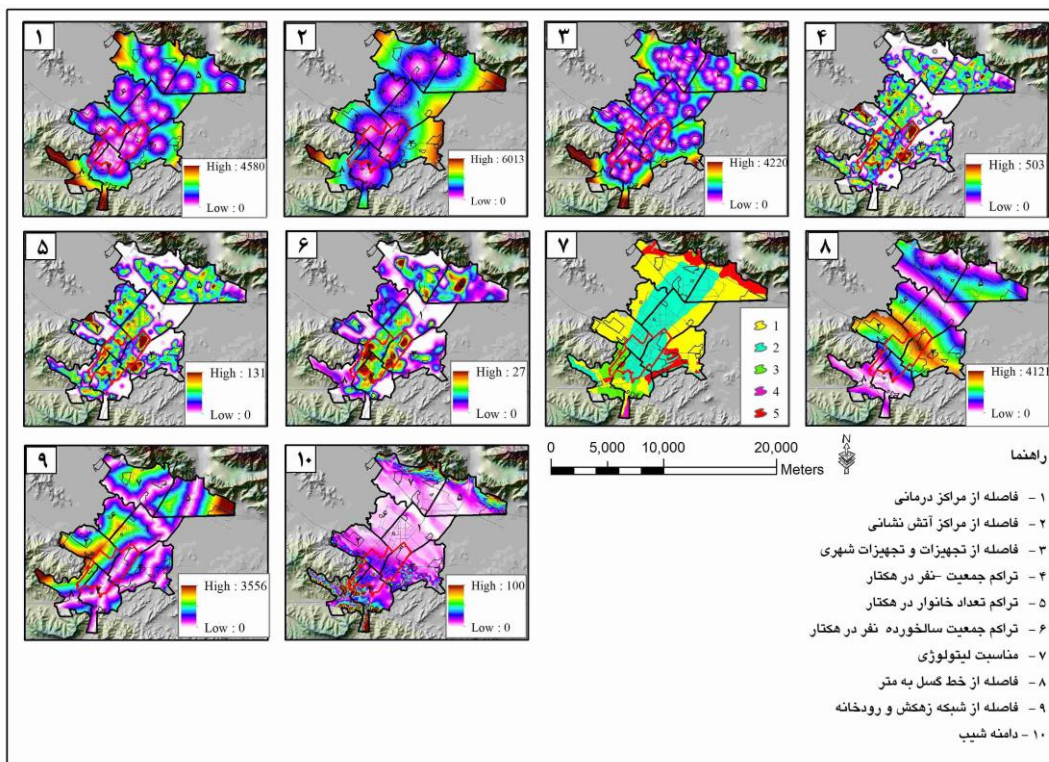 ۱
High : 4580
Low : 0
۲
High : 6013
Low : 0
۳
High : 4220
Low : 0
۴
High : 503
Low : 0
۵
High : 131
Low : 0
۶
High : 27
Low : 0
۷
1
2
3
4
5
۸
High : 4121
Low : 0
۹
High : 3556
Low : 0
۱۰
High : 100
Low : 0
0 5,000 10,000 20,000
Meters
N
راهنما
۱ - فاصله از مراکز درمانی
۲ - فاصله از مراکز آتش نشانی
۳ - فاصله از تجهیزات و تجهیزات شهری
۴ - تراکم جمعیت -نفر در هکتار
۵ - تراکم تعداد خانوار در هکتار
۶ - تراکم جمعیت سالخورده نفر در هکتار
۷ - مناسبت لیتولوژی
۸ - فاصله از خط گسل به متر
۹ - فاصله از شبکه زهکش و رودخانه
۱۰ - دامنه شیب